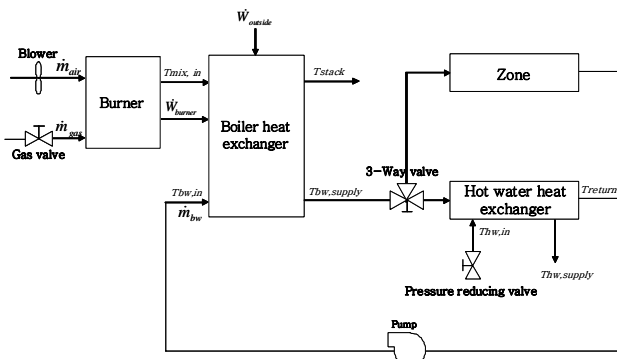 Ẇoutside
Blower
ṁair
Tmix, in
Tstack
Zone
Burner
Ẇburner
Boiler heat
exchanger
ṁgas
Gas valve
3-Way valve
Tbw,in
Tbw,supply
Hot water heat
exchanger
Treturn
ṁbw
Thw,in
Thw,supply
Pressure reducing valve
Pump